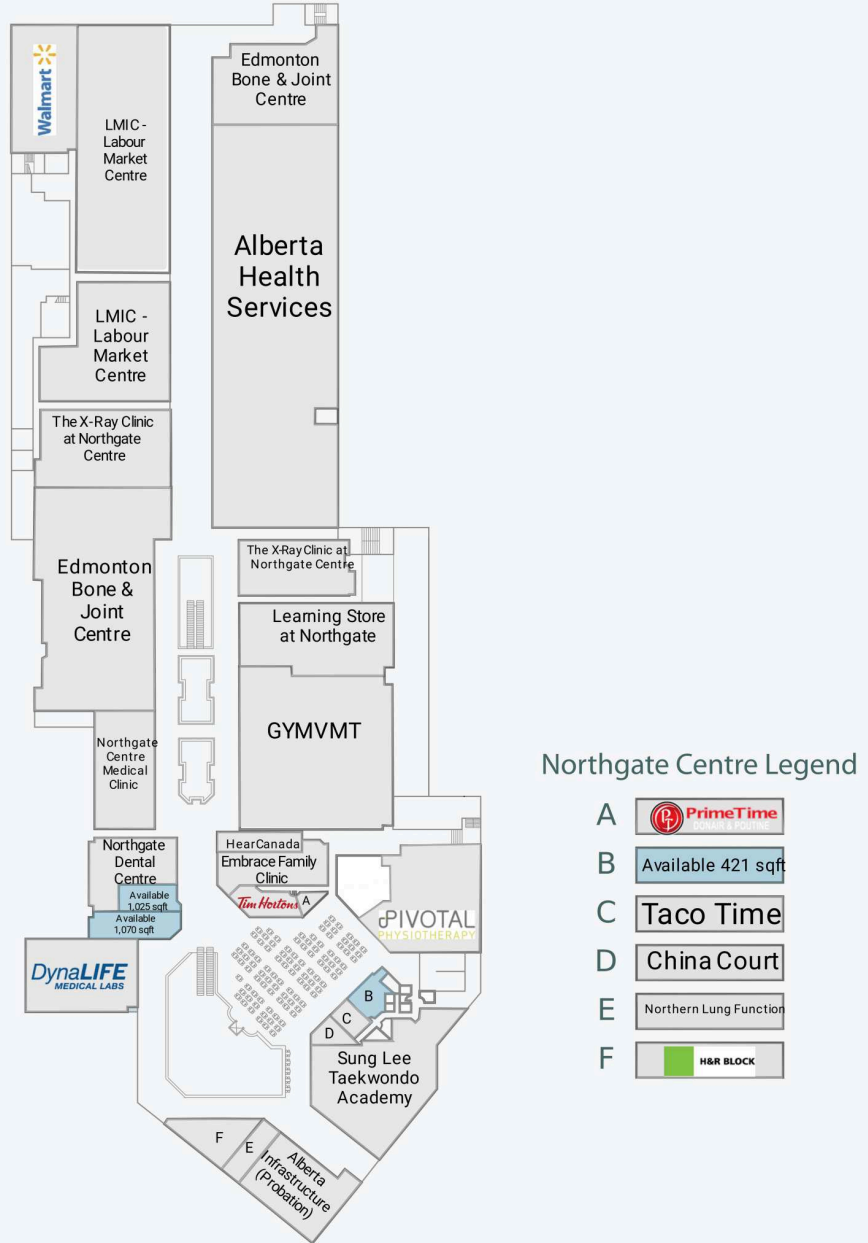 Walmart
LMIC -
Labour
Market
Centre
Edmonton
Bone & Joint
Centre
Alberta
Health
Services
LMIC -
Labour
Market
Centre
The X-Ray Clinic
at Northgate
Centre
Edmonton
Bone &
Joint
Centre
The X-Ray Clinic at
Northgate Centre
Learning Store
at Northgate
GYMVMT
Northgate
Centre
Medical
Clinic
Northgate
Dental
Centre
Available
1,025 sqft
Available
1,070 sqft
HearCanada
Embrace Family
Clinic
Tim Hortons
A
PIVOTAL
PHYSIOTHERAPY
DynaLIFE
MEDICAL LABS
B
C
D
Sung Lee
Taekwondo
Academy
F
E
Alberta
Infrastructure
(Probation)
Northgate Centre Legend
A PT PrimeTime
DONAIR & POUTINE
B Available 421 sqft
C Taco Time
D China Court
E Northern Lung Function
F H&R BLOCK